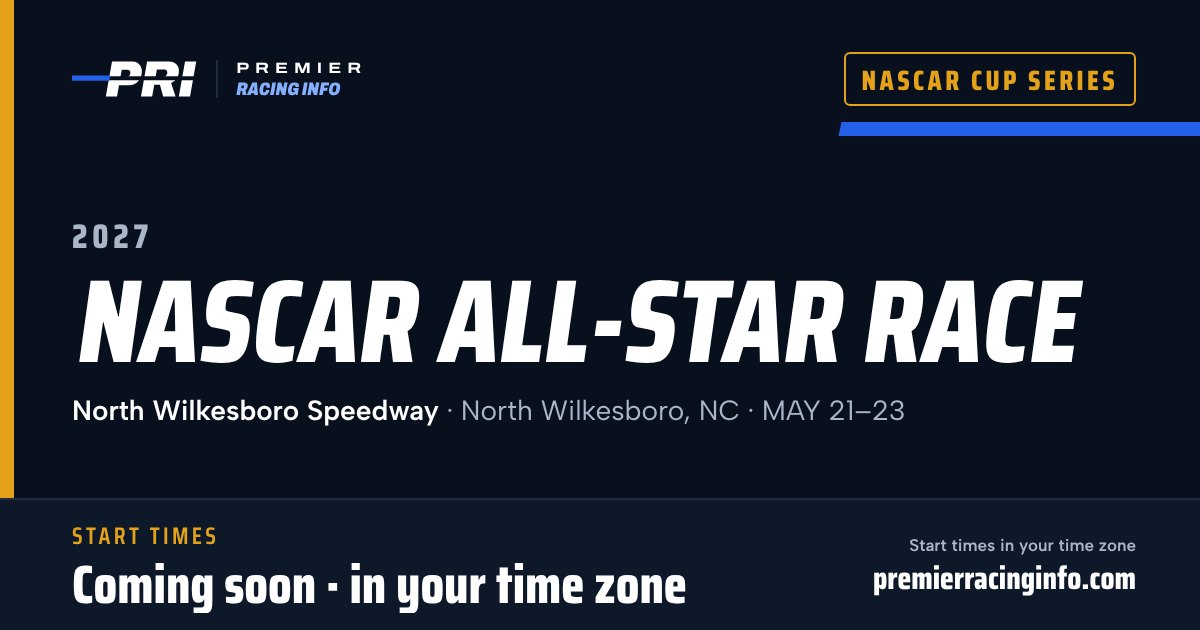 PRI
PREMIER
RACING INFO
NASCAR CUP SERIES
2027
NASCAR ALL-STAR RACE
North Wilkesboro Speedway · North Wilkesboro, NC · MAY 21–23
START TIMES
Coming soon · in your time zone
Start times in your time zone
premierracinginfo.com